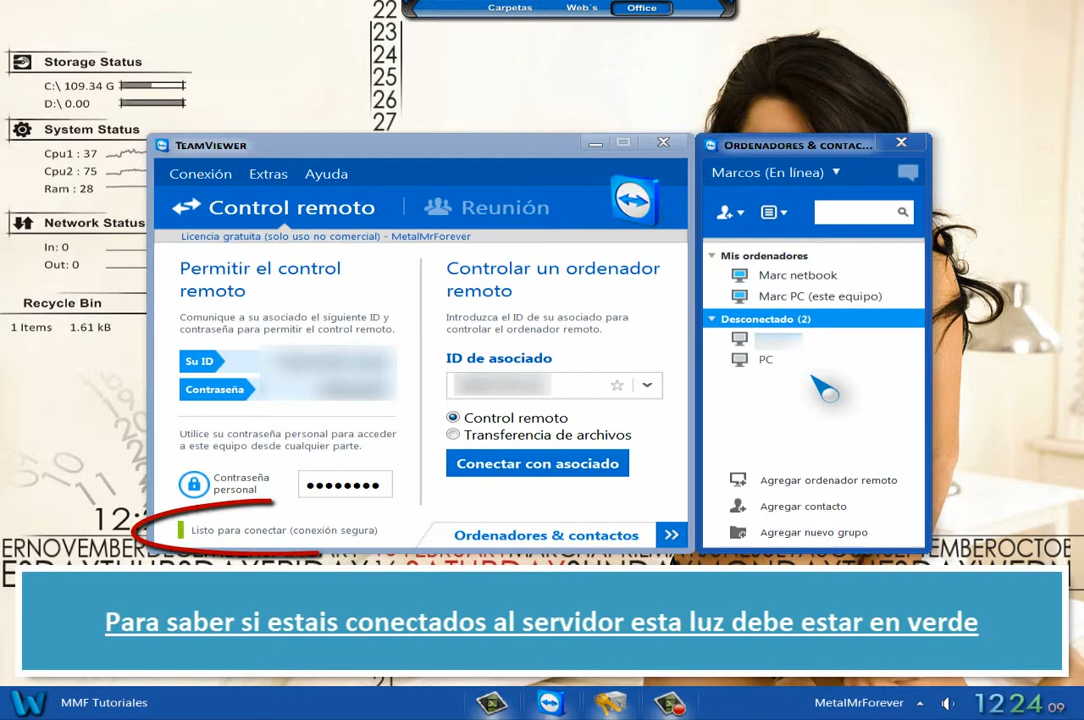 22
23
24
25
26
27
Carpetas Web´s Office
Storage Status
C:\ 109.34 G
D:\ 0.00
System Status
Cpu1 : 37
Cpu2 : 75
Ram : 28
Network Status
In: 0
Out: 0
Recycle Bin
1 Items 1.61 kB
TeamViewer
Conexión Extras Ayuda
Control remoto
Reunión
Licencia gratuita (solo uso no comercial) - MetalMrForever
Permitir el control
remoto
Comunique a su asociado el siguiente ID y
contraseña para permitir el control remoto.
Su ID
Contraseña
Utilice su contraseña personal para acceder
a este equipo desde cualquier parte.
Contraseña
personal
Listo para conectar (conexión segura)
Controlar un ordenador
remoto
Introduzca el ID de su asociado para
controlar el ordenador remoto.
ID de asociado
Control remoto
Transferencia de archivos
Conectar con asociado
Ordenadores & contactos
Ordenadores & contac...
Marcos (En línea)
Mis ordenadores
Marc netbook
Marc PC (este equipo)
Desconectado (2)
PC
Agregar ordenador remoto
Agregar contacto
Agregar nuevo grupo
Para saber si estais conectados al servidor esta luz debe estar en verde
MMF Tutoriales
MetalMrForever
12 24 09